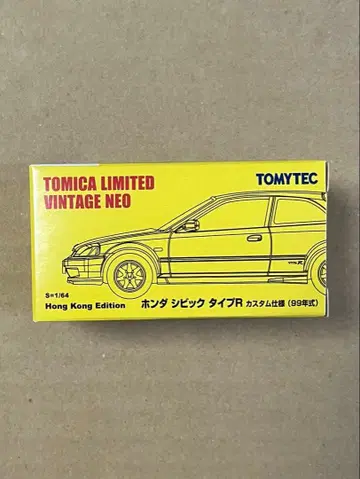 TOMICA LIMITED
VINTAGE NEO
TOMYTEC
S=1/64
Hong Kong Edition
ホンダ シビック タイプR カスタム仕様 (99年式)